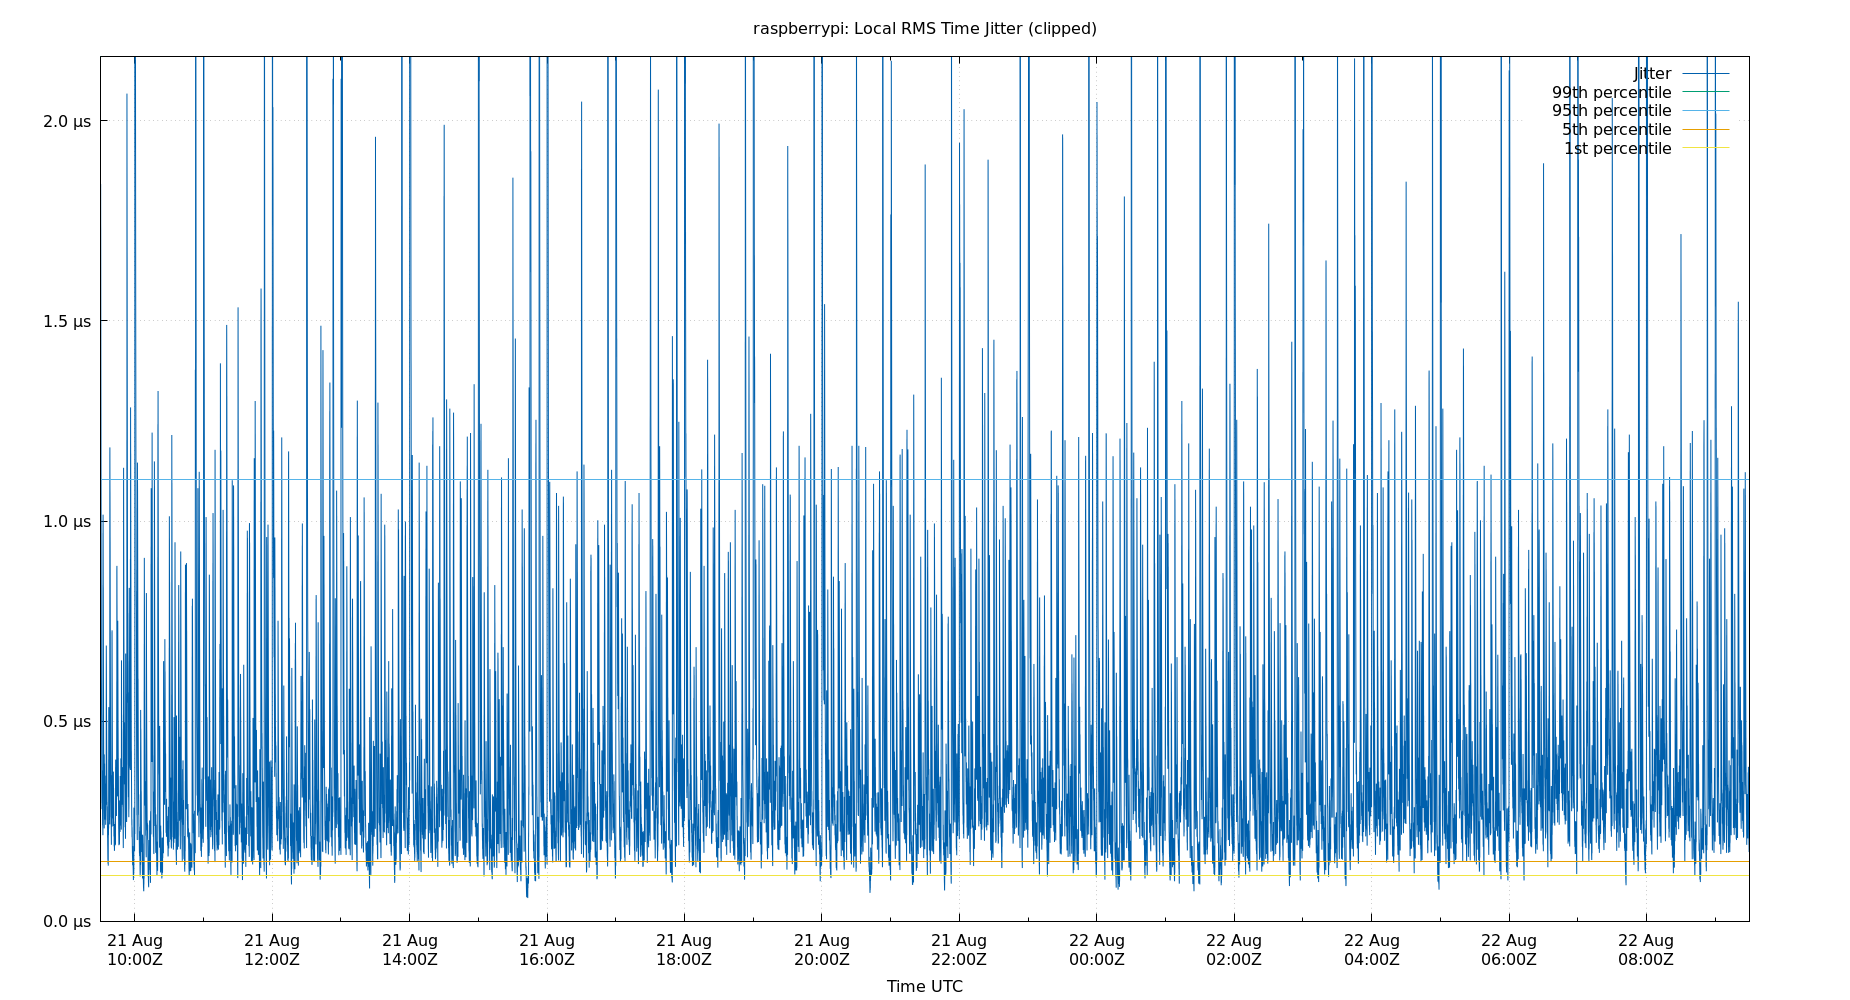 raspberrypi: Local RMS Time Jitter (clipped)
Jitter
99th percentile
95th percentile
5th percentile
1st percentile
2.0 μs
1.5 μs
1.0 μs
0.5 μs
0.0 μs
21 Aug 21 Aug 21 Aug 21 Aug 21 Aug 21 Aug 21 Aug 22 Aug 22 Aug 22 Aug 22 Aug 22 Aug
10:00Z 12:00Z 14:00Z 16:00Z 18:00Z 20:00Z 22:00Z 00:00Z 02:00Z 04:00Z 06:00Z 08:00Z
Time UTC